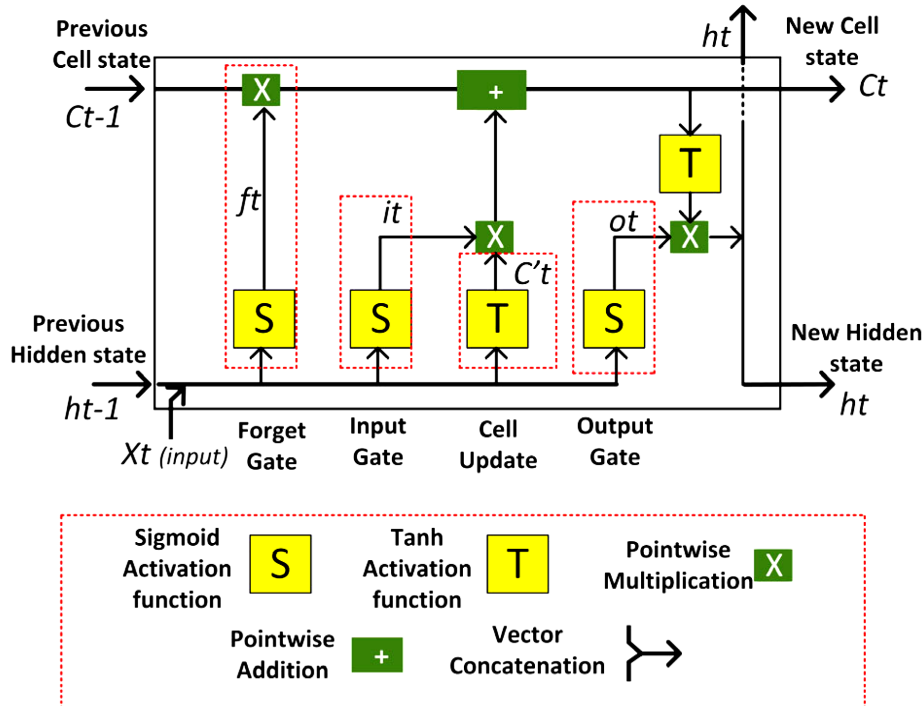 Previous
Cell state
Ct-1
ht
New Cell
state
Ct
X
+
T
ft
it
ot
X
X
C't
S
S
T
S
Previous
Hidden state
ht-1
New Hidden
state
ht
Xt (input)
Forget
Gate
Input
Gate
Cell
Update
Output
Gate
Sigmoid
Activation
function
S
Tanh
Activation
function
T
Pointwise
Multiplication
X
Pointwise
Addition
+
Vector
Concatenation